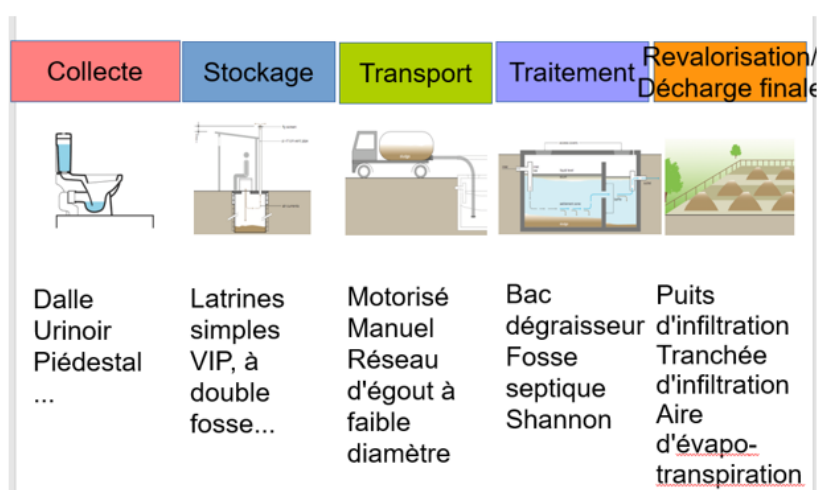 Collecte
Stockage
Transport
Traitement
Revalorisation/
Décharge finale
Dalle
Urinoir
Piédestal
...
Latrines
simples
VIP, à
double
fosse...
Motorisé
Manuel
Réseau
d'égout à
faible
diamètre
Bac
dégraisseur
Fosse
septique
Shannon
Puits
d'infiltration
Tranchée
d'infiltration
Aire
d'évapo-
transpiration